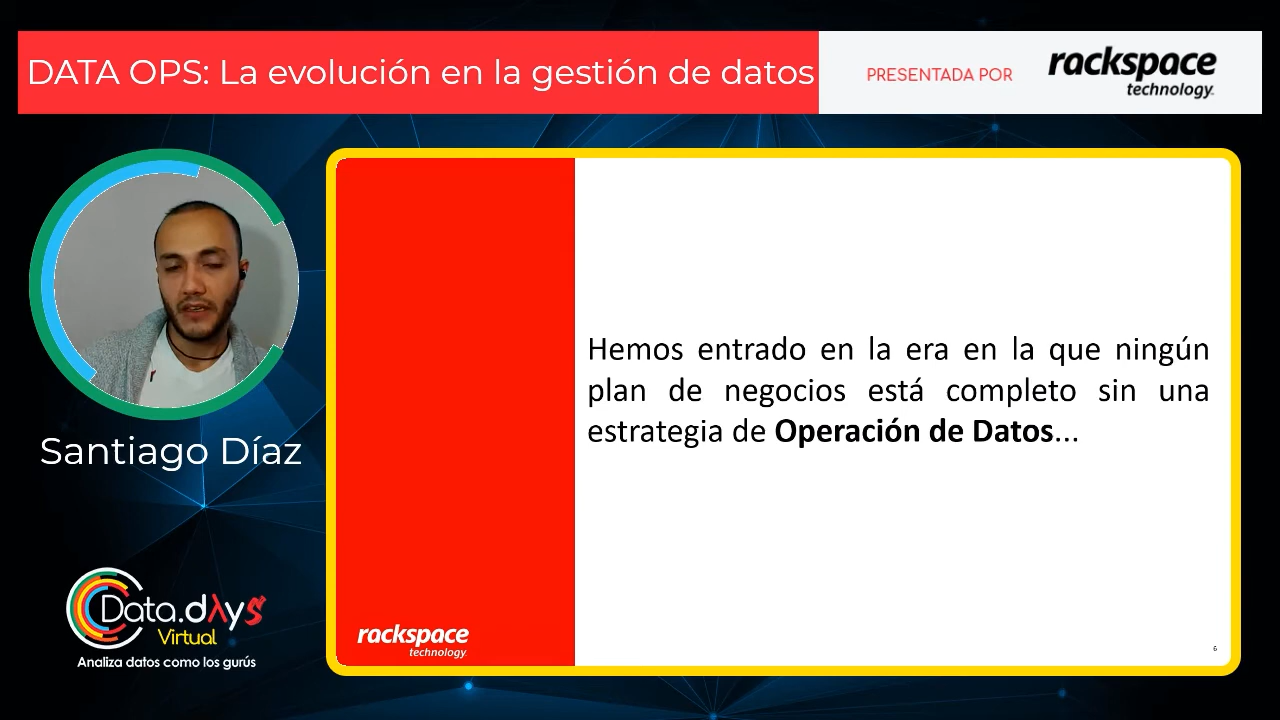 DATA OPS: La evolución en la gestión de datos
PRESENTADA POR
rackspace
technology.
Hemos entrado en la era en la que ningún
plan de negocios está completo sin una
estrategia de Operación de Datos...
Santiago Díaz
Data.dAys
Virtual
Analiza datos como los gurús
rackspace
technology.
6